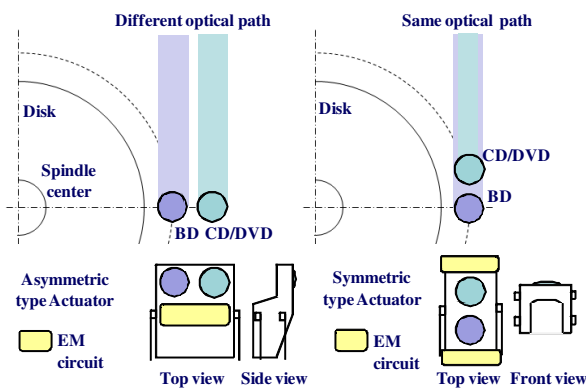 Different optical path
Same optical path
Disk
Disk
Spindle
center
CD/DVD
BD
BD CD/DVD
Asymmetric
type Actuator
EM
circuit
Top view Side view
Symmetric
type Actuator
EM
circuit
Top view Front view